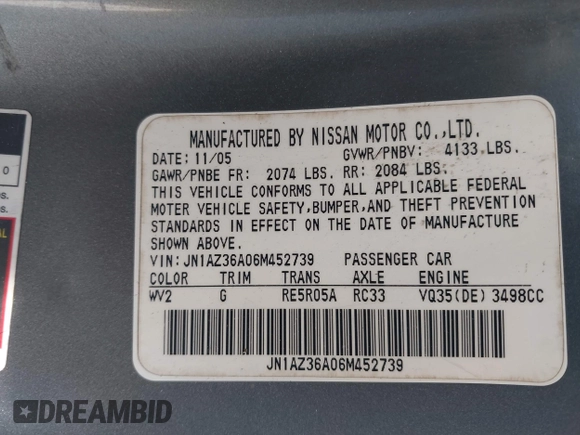 MANUFACTURED BY NISSAN MOTOR CO.,LTD.
DATE: 11/05 GVWR/PNBV: 4133 LBS.
GAWR/PNBE FR: 2074 LBS. RR: 2084 LBS.
THIS VEHICLE CONFORMS TO ALL APPLICABLE FEDERAL
MOTER VEHICLE SAFETY,BUMPER,AND THEFT PREVENTION
STANDARDS IN EFFECT ON THE DATE OF MANUFACTURE
SHOWN ABOVE.
VIN:JN1AZ36A06M452739 PASSENGER CAR
COLOR TRIM TRANS AXLE ENGINE
WV2 G RE5R05A RC33 VQ35(DE) 3498CC
JN1AZ36A06M452739
0
s.
s.
AL
DREAMBID